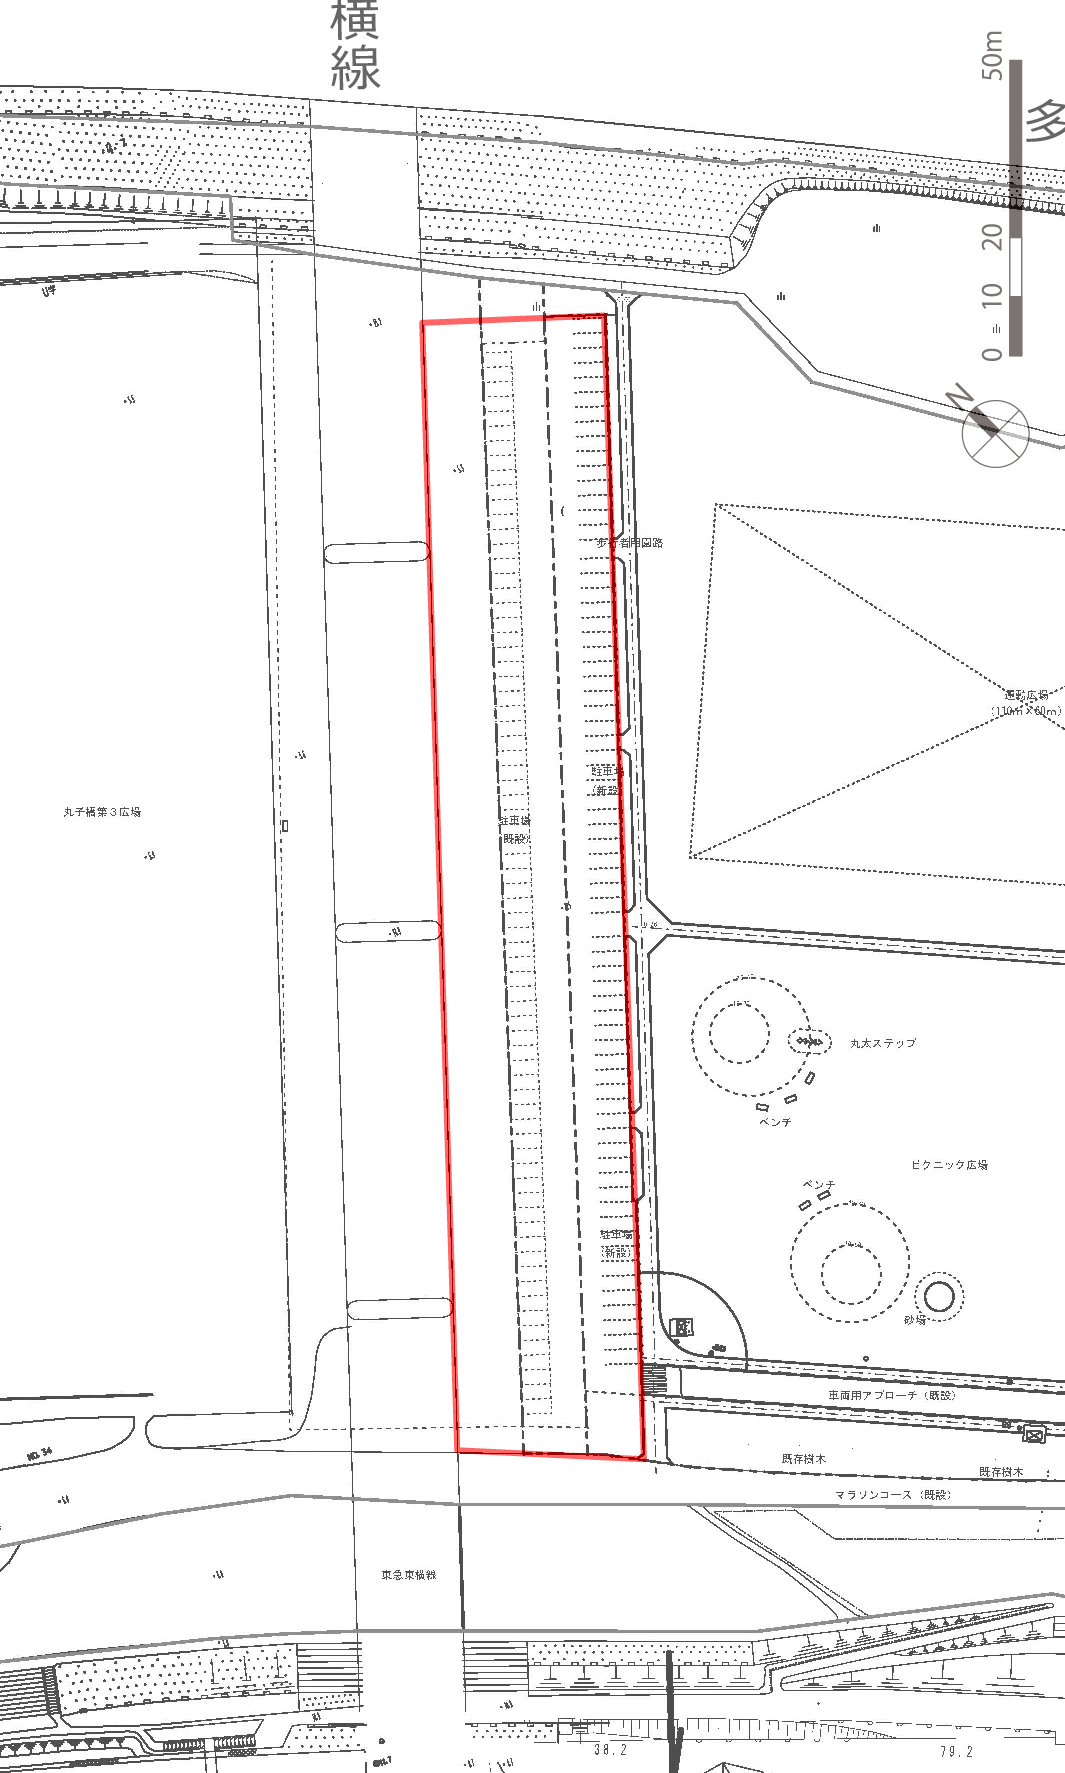 横
線
50m
多
20
10
0
N
歩行者用園路
運動広場
(110m×60m)
駐車場
(新設)
丸子橋第3広場
駐車場
(既設)
丸太ステップ
ベンチ
ピクニック広場
ベンチ
駐車場
(新設)
砂場
車両用アプローチ(既設)
NO.34
既存樹木
既存樹木
マラソンコース(既設)
東急東横線
38.2
79.2